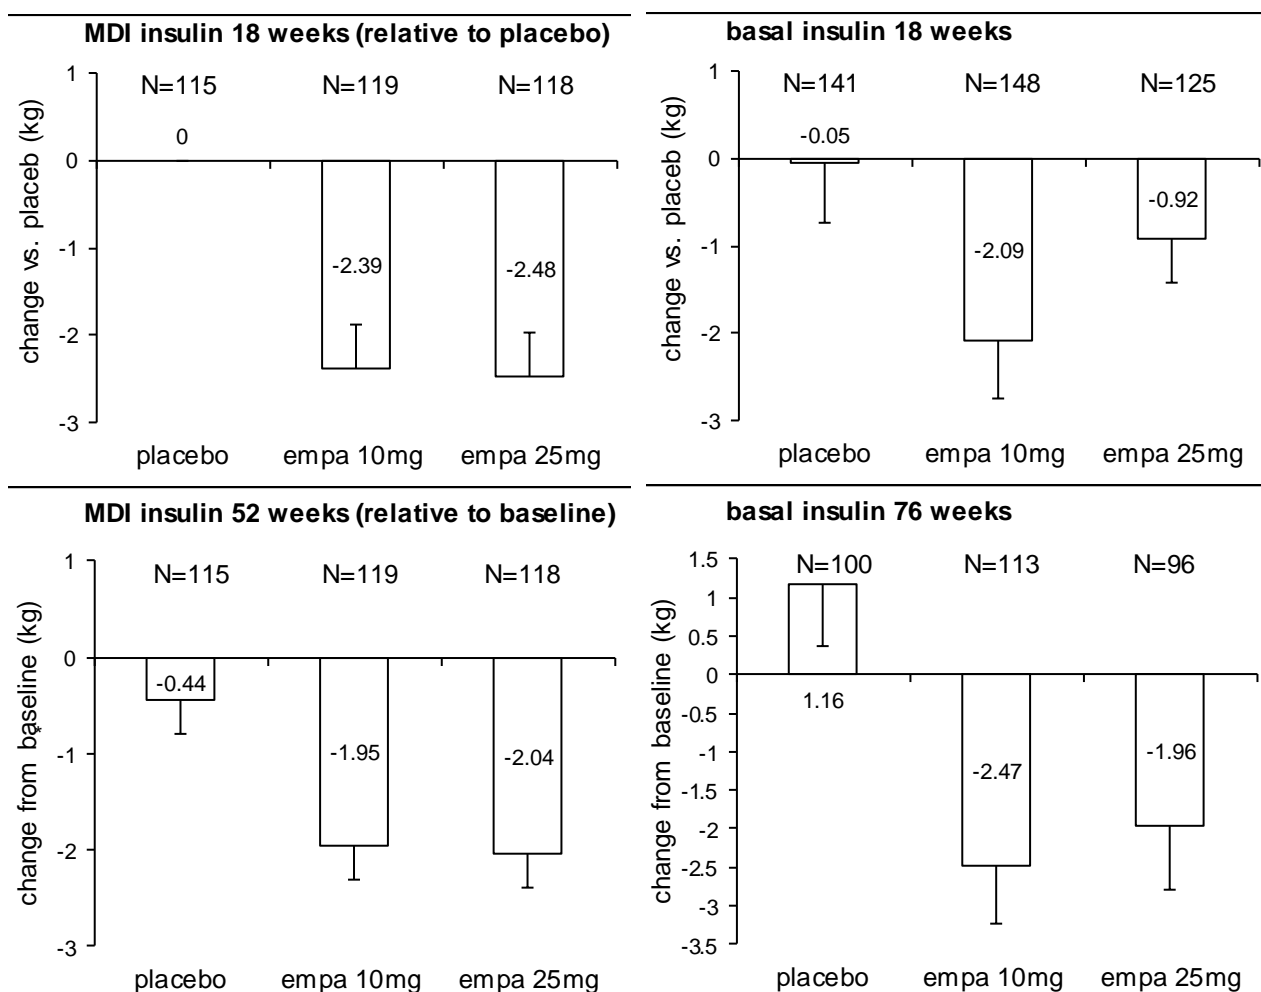 MDI insulin 18 weeks (relative to placebo)
change vs. placeb (kg)
1
0
-1
-2
-3
N=115 N=119 N=118
0
-2.39
-2.48
placebo empa 10mg empa 25mg
basal insulin 18 weeks
change vs. placeb (kg)
1
0
-1
-2
-3
N=141 N=148 N=125
-0.05
-2.09
-0.92
placebo empa 10mg empa 25mg
MDI insulin 52 weeks (relative to baseline)
change from baseline (kg)
*
1
0
-1
-2
-3
N=115 N=119 N=118
-0.44
-1.95
-2.04
placebo empa 10mg empa 25mg
basal insulin 76 weeks
change from baseline (kg)
1.5
1
0.5
0
-0.5
-1
-1.5
-2
-2.5
-3
-3.5
N=100 N=113 N=96
1.16
-2.47
-1.96
placebo empa 10mg empa 25mg